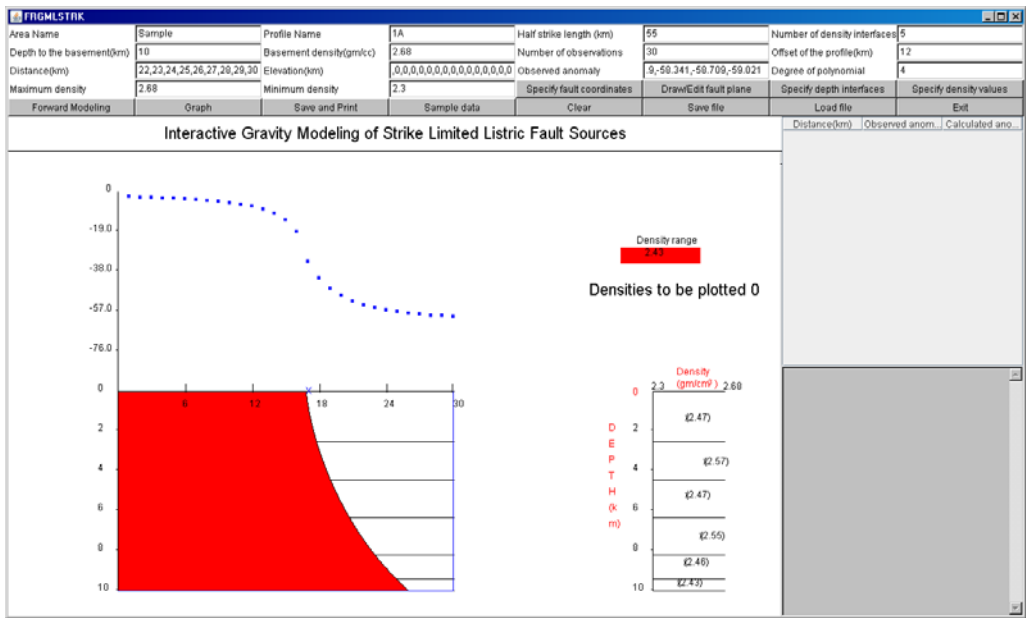 FRGMLSTRK
Area Name Sample Profile Name 1A Half strike length (km) 55 Number of density interfaces 5
Depth to the basement(km) 10 Basement density(gm/cc) 2.68 Number of observations 30 Offset of the profile(km) 12
Distance(km) 22,23,24,25,26,27,28,29,30 Elevation(km) ,0,0,0,0,0,0,0,0,0,0,0,0,0,0,0 Observed anomaly .9,-58.341,-58.709,-59.021 Degree of polynomial 4
Maximum density 2.68 Minimum density 2.3 Specify fault coordinates Draw/Edit fault plane Specify depth interfaces Specify density values
Forward Modeling Graph Save and Print Sample data Clear Save file Load file Exit
Interactive Gravity Modeling of Strike Limited Listric Fault Sources
Distance(km) Observed anom... Calculated ano...
0
-19.0
-38.0
-57.0
-76.0
Density range
2.43
Densities to be plotted 0
0
x
6 12 18 24 30
2
4
6
8
10
Density
(gm/cm³)
2.3 2.68
0
2
4
6
8
10
DEPTH(km)
(2.47)
(2.57)
(2.47)
(2.55)
(2.46)
(2.43)